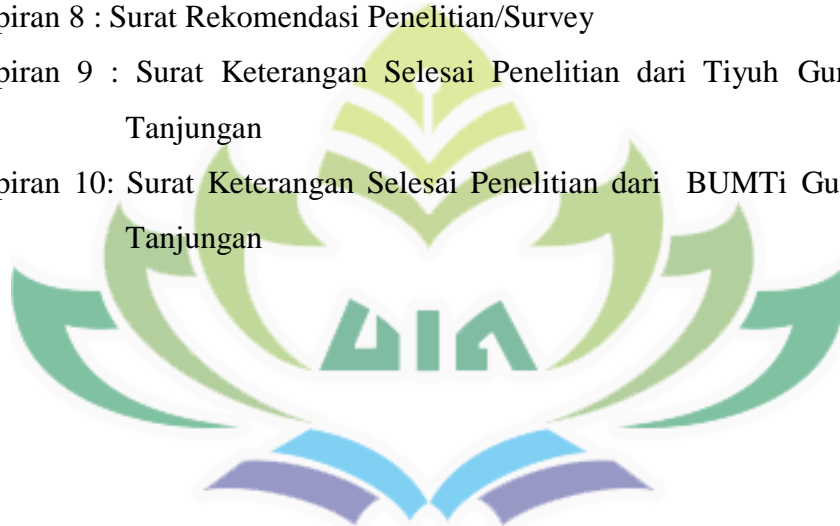 piran 8 : Surat Rekomendasi Penelitian/Survey
piran 9 : Surat Keterangan Selesai Penelitian dari Tiyuh Gu
Tanjungan
piran 10: Surat Keterangan Selesai Penelitian dari BUMTi Gu
Tanjungan
UIN